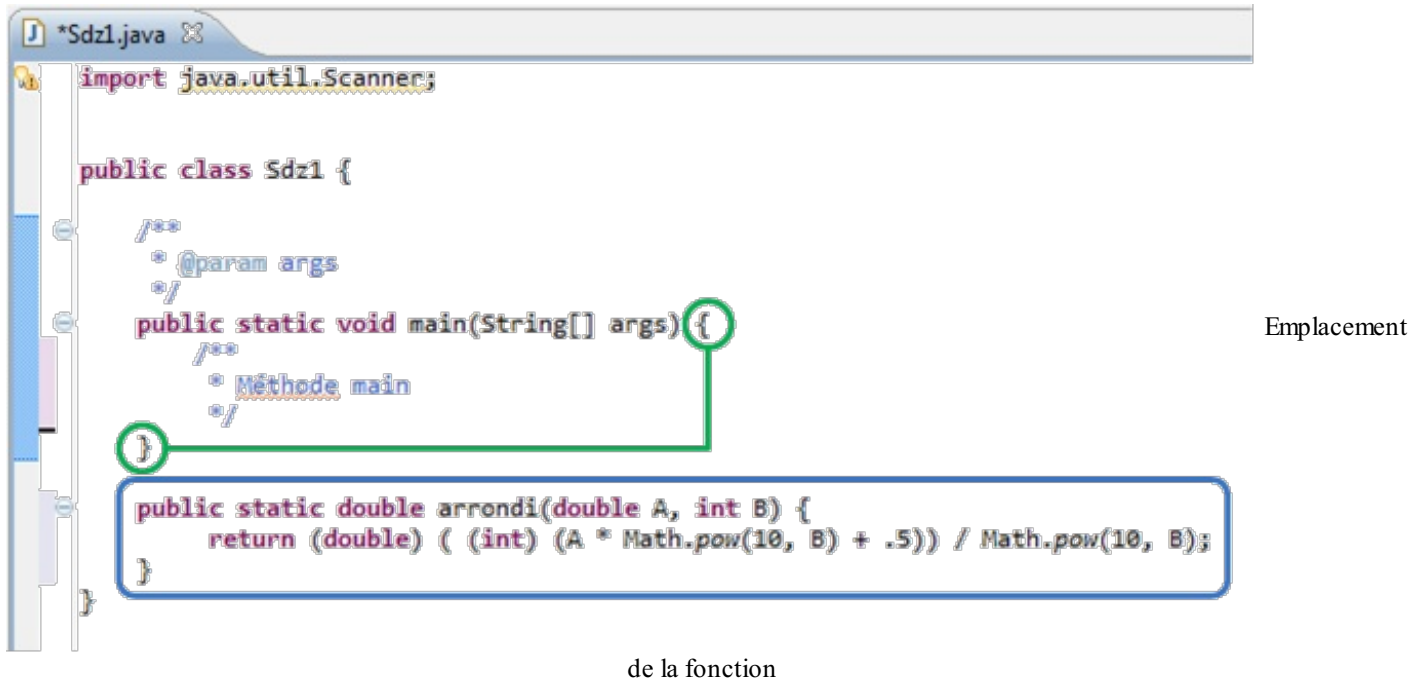 *Sdz1.java
import java.util.Scanner;
public class Sdz1 {
/**
* @param args
*/
public static void main(String[] args) {
/**
* Méthode main
*/
}
public static double arrondi(double A, int B) {
return (double) ( (int) (A * Math.pow(10, B) + .5)) / Math.pow(10, B);
}
}
Emplacement
de la fonction